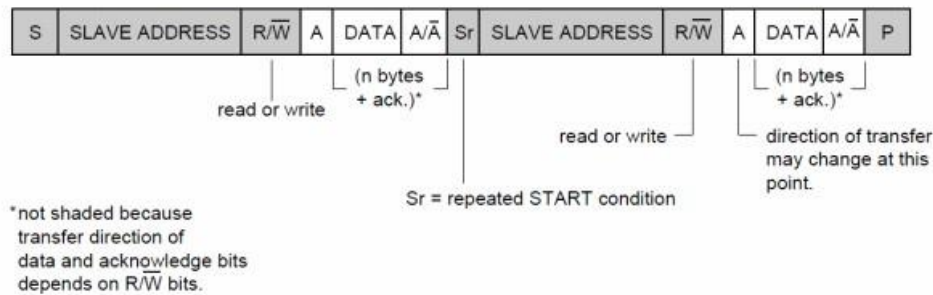 S SLAVE ADDRESS R/W̅ A DATA A/A̅ Sr SLAVE ADDRESS R/W̅ A DATA A/A̅ P
(n bytes
+ ack.)*
read or write
(n bytes
+ ack.)*
read or write
direction of transfer
may change at this
point.
Sr = repeated START condition
*not shaded because
transfer direction of
data and acknowledge bits
depends on R/W̅ bits.